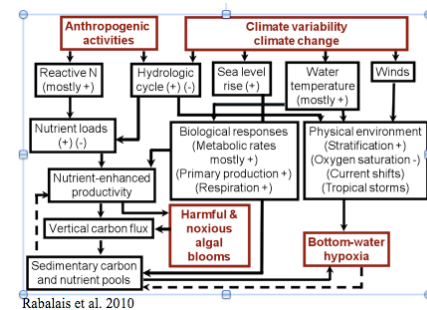 Anthropogenic
activities
Climate variability
climate change
Reactive N
(mostly +)
Hydrologic
cycle (+) (-)
Sea level
rise (+)
Water
temperature
(mostly +)
Winds
Nutrient loads
(+) (-)
Biological responses
(Metabolic rates
mostly +)
(Primary production +)
(Respiration +)
Physical environment
(Stratification +)
(Oxygen saturation -)
(Current shifts)
(Tropical storms)
Nutrient-enhanced
productivity
Vertical carbon flux
Harmful &
noxious
algal
blooms
Bottom-water
hypoxia
Sedimentary carbon
and nutrient pools
Rabalais et al. 2010